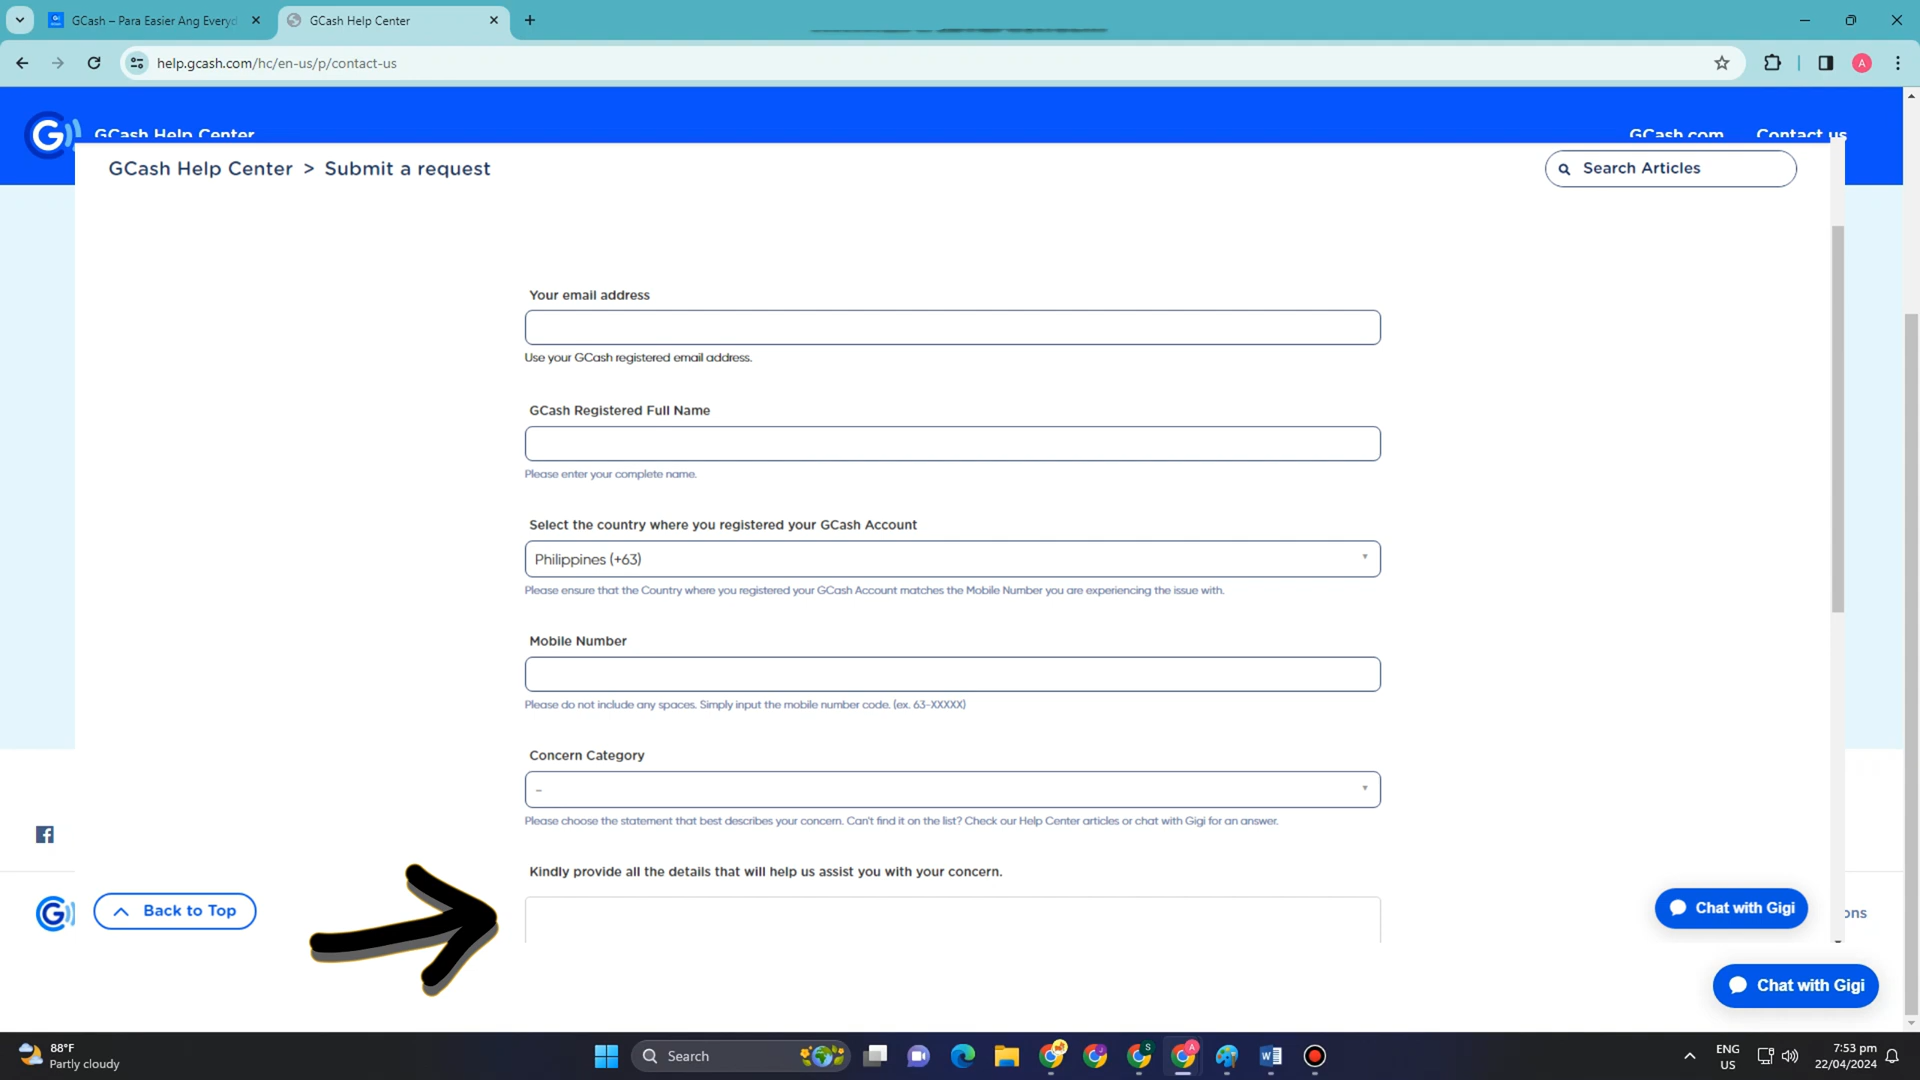 GCash – Para Easier Ang Everyd
GCash Help Center
help.gcash.com/hc/en-us/p/contact-us
A
GCash Help Center
GCash.com
Contact us
GCash Help Center > Submit a request
Search Articles
Your email address
Use your GCash registered email address.
GCash Registered Full Name
Please enter your complete name.
Select the country where you registered your GCash Account
Philippines (+63)
Please ensure that the Country where you registered your GCash Account matches the Mobile Number you are experiencing the issue with.
Mobile Number
Please do not include any spaces. Simply input the mobile number code. (ex. 63-XXXXX)
Concern Category
-
Please choose the statement that best describes your concern. Can't find it on the list? Check our Help Center articles or chat with Gigi for an answer.
Kindly provide all the details that will help us assist you with your concern.
Back to Top
Chat with Gigi
ons
Chat with Gigi
88°F
Partly cloudy
Search
ENG
US
7:53 pm
22/04/2024